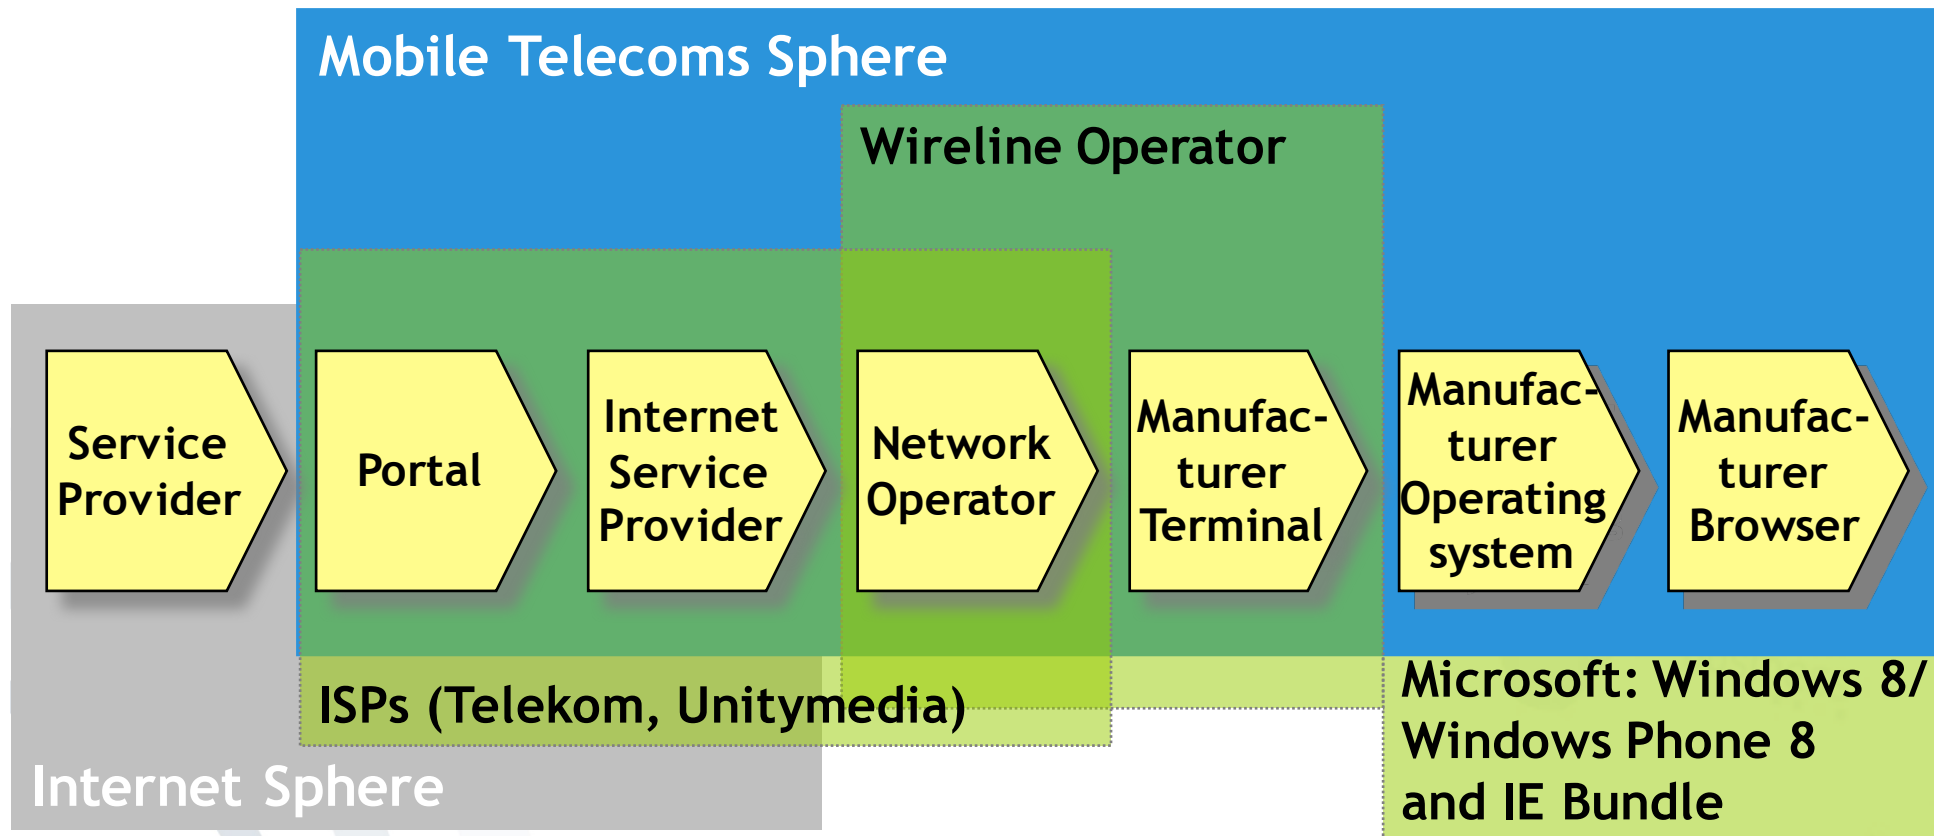 Mobile Telecoms Sphere
Wireline Operator
Service
Provider
Portal
Internet
Service
Provider
Network
Operator
Manufac-
turer
Terminal
Manufac-
turer
Operating
system
Manufac-
turer
Browser
ISPs (Telekom, Unitymedia)
Microsoft: Windows 8/
Windows Phone 8
and IE Bundle
Internet Sphere